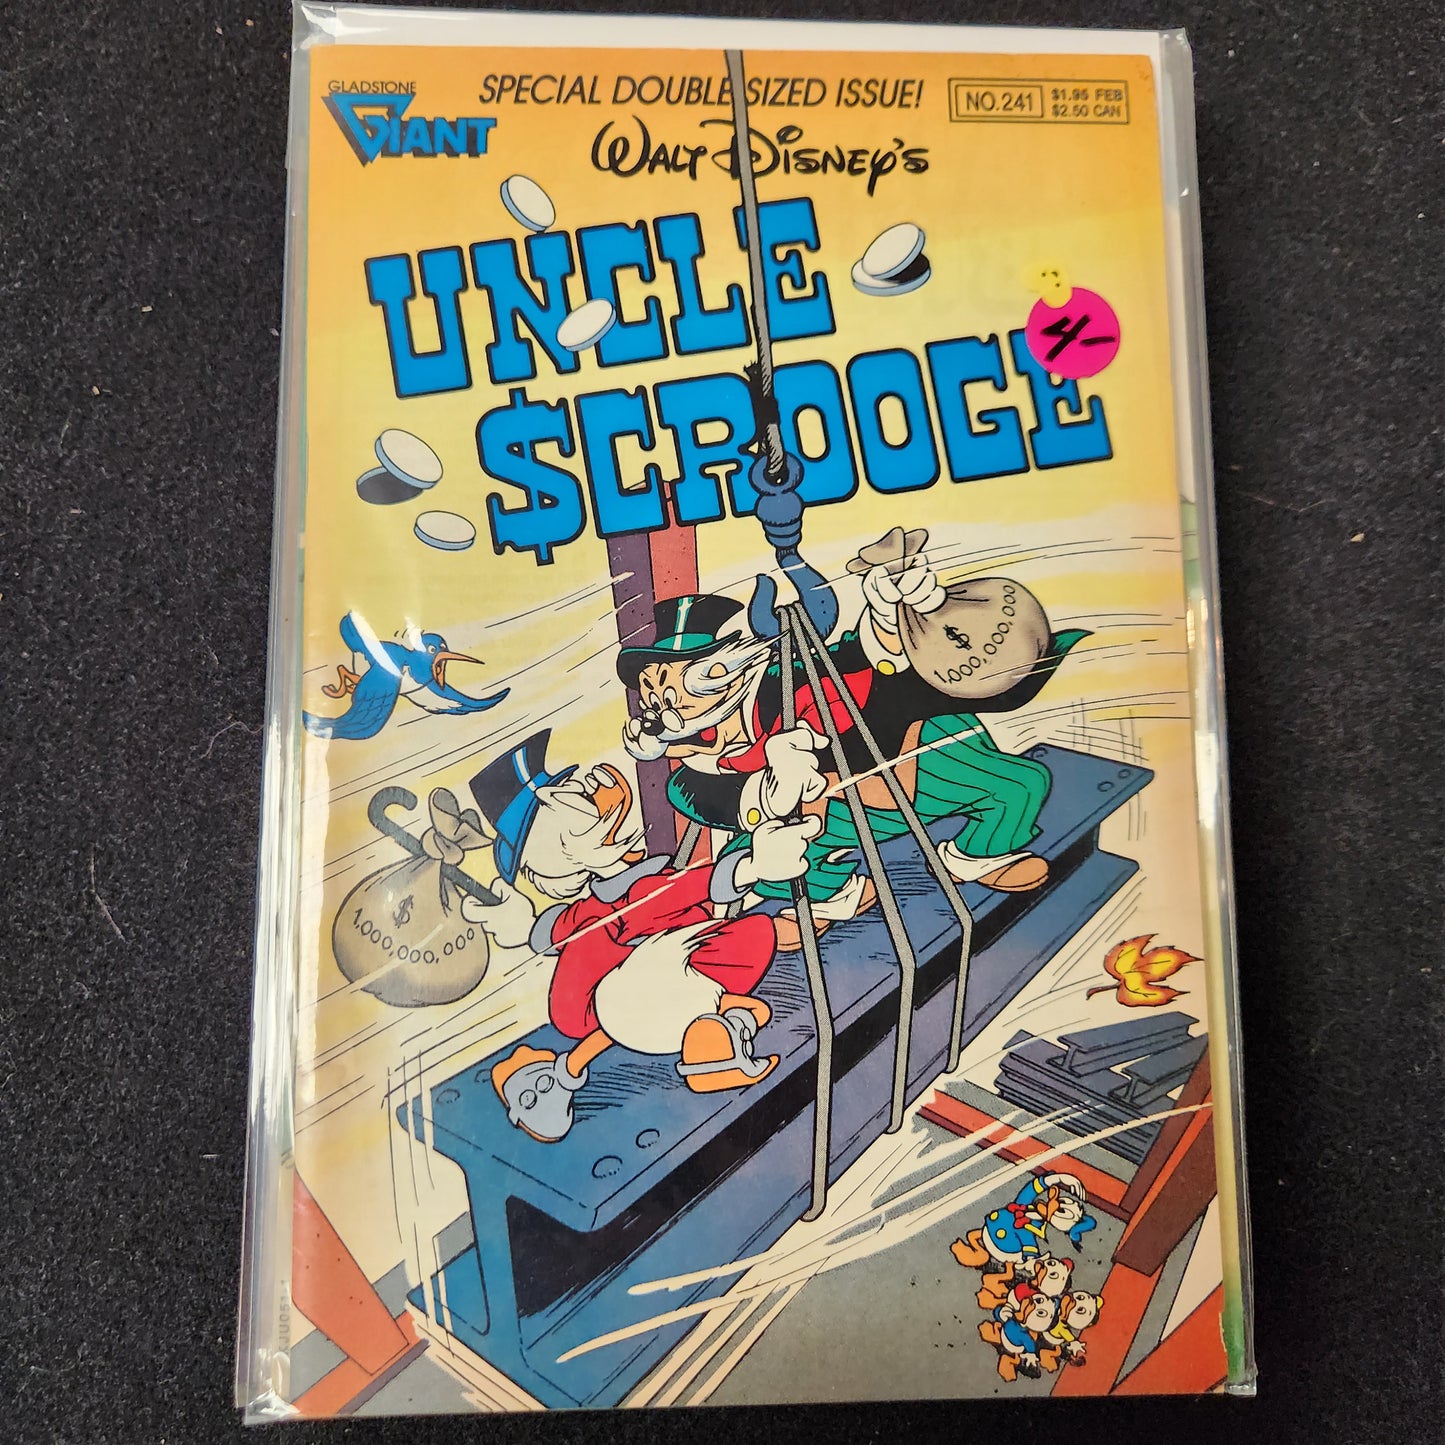 GLADSTONE
GIANT
SPECIAL DOUBLE SIZED ISSUE!
NO.241
$1.95 FEB
$2.50 CAN
WALT DISNEY'S
UNCLE
$CROOGE
4-
$
1,000,000,000
$
1,000,000,000